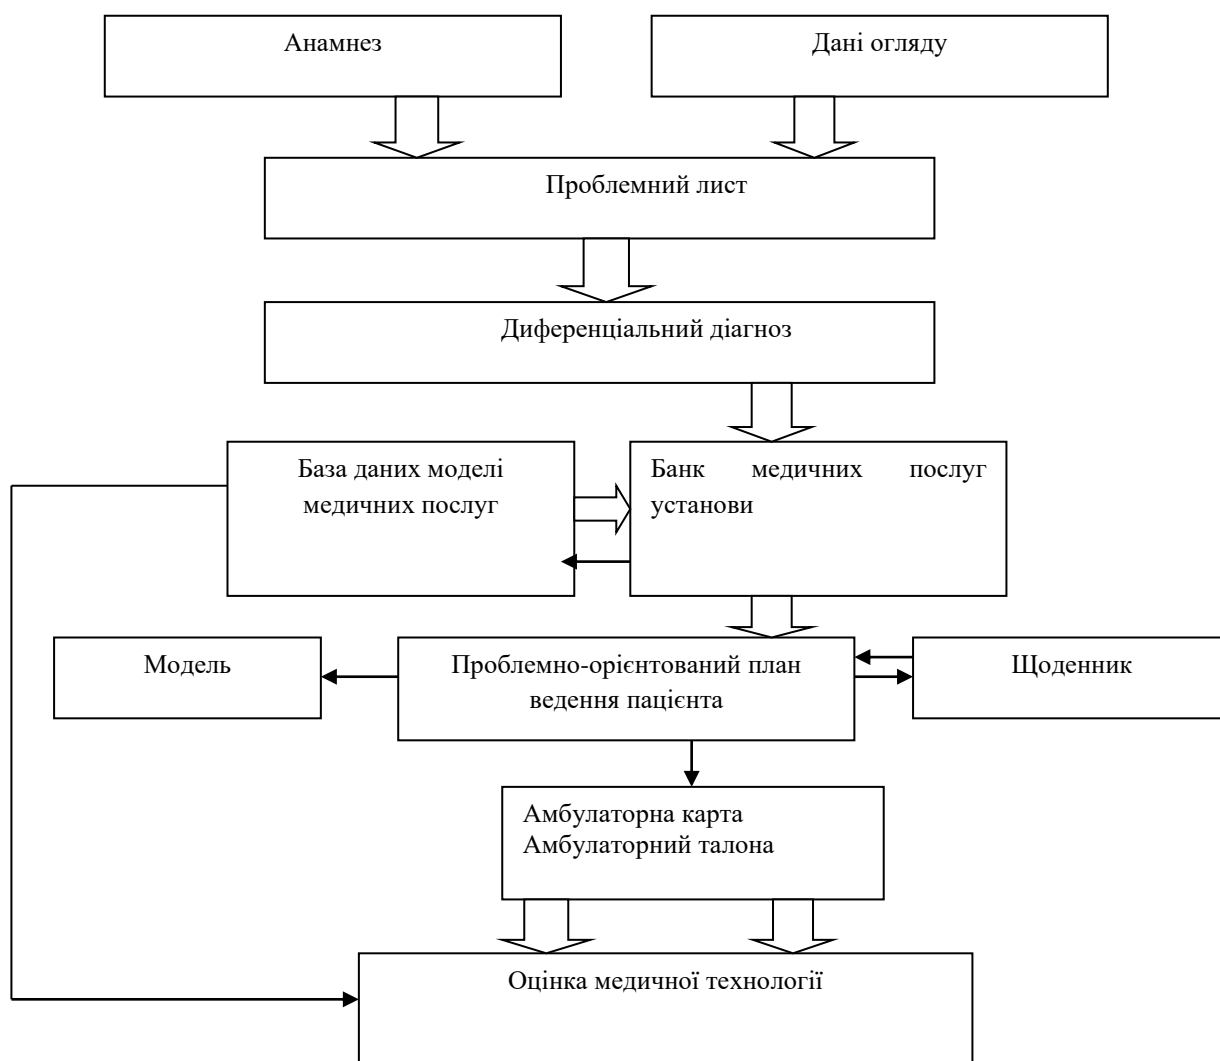 Анамнез
Дані огляду
Проблемний лист
Диференціальний діагноз
База даних моделі
медичних послуг
Банк медичних послуг
установи
Модель
Проблемно-орієнтований план
ведення пацієнта
Щоденник
Амбулаторна карта
Амбулаторний талона
Оцінка медичної технології